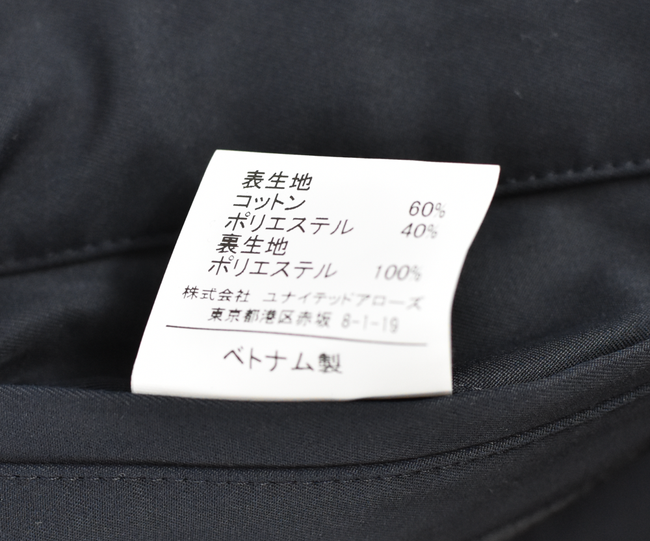 表生地
コットン 60%
ポリエステル 40%
裏生地
ポリエステル 100%
株式会社 ユナイテッドアローズ
東京都港区赤坂 8-1-19
ベトナム製